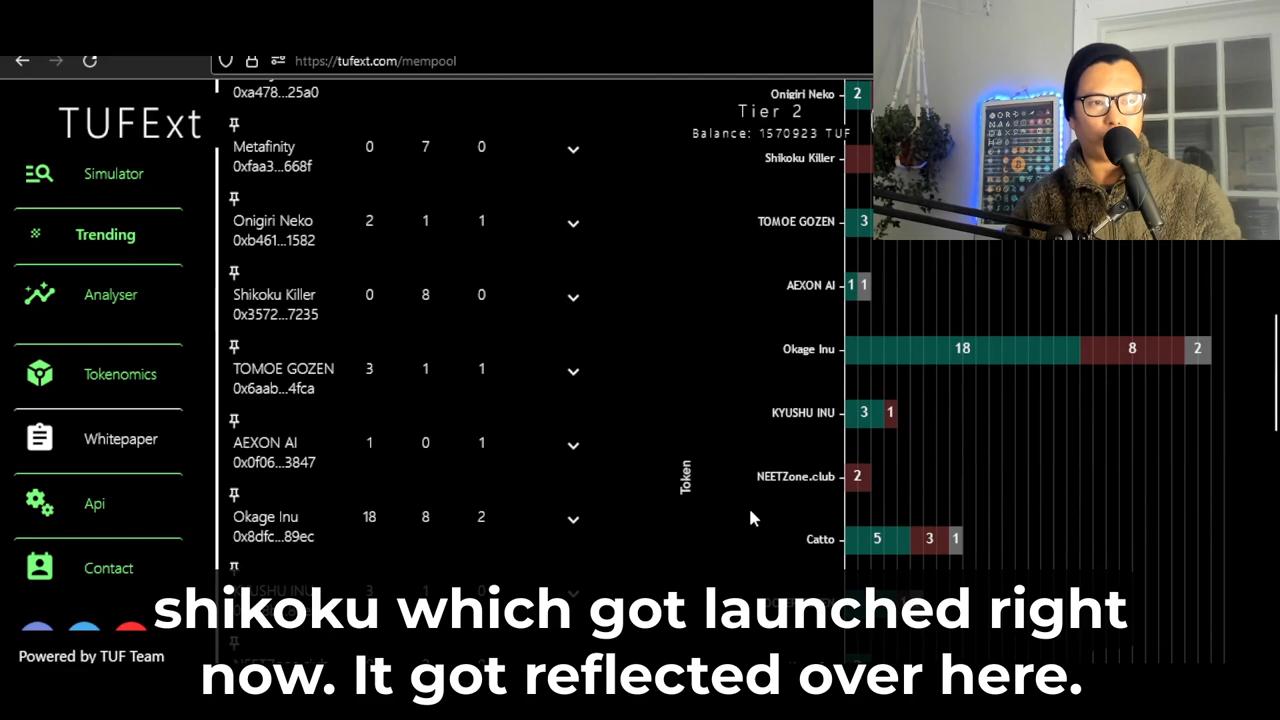 https://tufext.com/mempool
TUFExt
Simulator
Trending
Analyser
Tokenomics
Whitepaper
Api
Contact
Powered by TUF Team
0xa478...25a0
Metafinity 0 7 0
0xfaa3...668f
Onigiri Neko 2 1 1
0xb461...1582
Shikoku Killer 0 8 0
0x3572...7235
TOMOE GOZEN 3 1 1
0x6aab...4fca
AEXON AI 1 0 1
0x0f06...3847
Okage Inu 18 8 2
0x8dfc...89ec
KYUSHU INU 3 1 0
Tier 2
Balance: 1570923 TUF
Token
Onigiri Neko 2
Shikoku Killer
TOMOE GOZEN 3
AEXON AI 1 1
Okage Inu 18 8 2
KYUSHU INU 3 1
NEETZone.club 2
Catto 5 3 1
shikoku which got launched right
now. It got reflected over here.